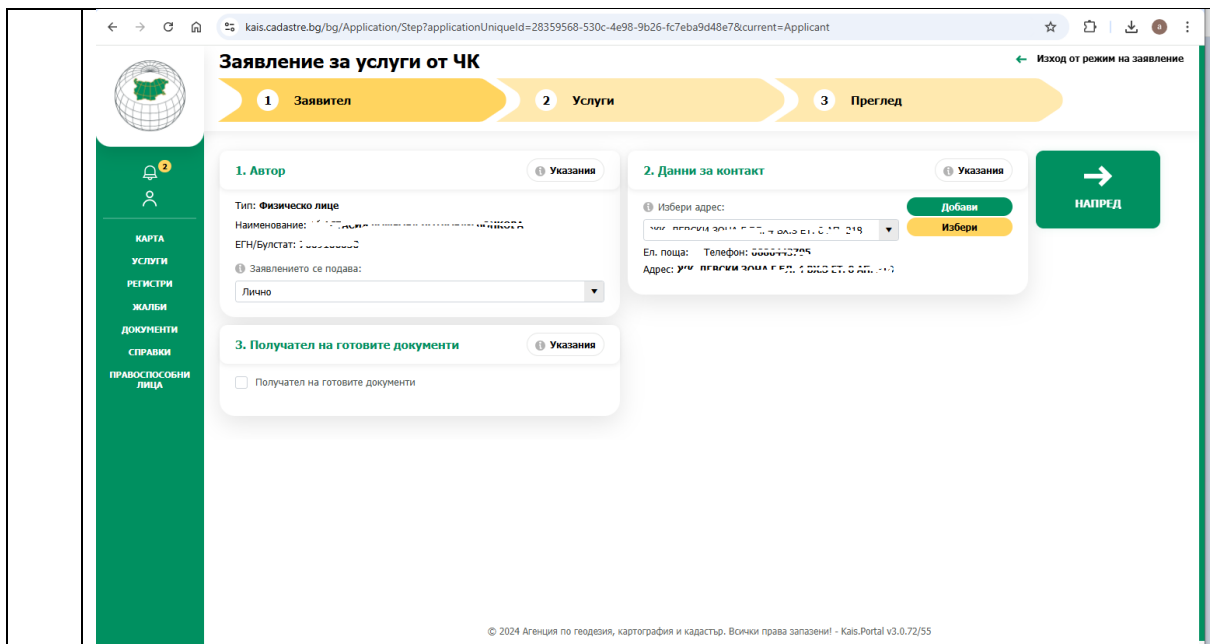 kais.cadastre.bg/bg/Application/Step?applicationUniqueId=28359568-530c-4e98-9b26-fc7eba9d48e7&current=Applicant
a
Заявление за услуги от ЧК
Изход от режим на заявление
1 Заявител
2 Услуги
3 Преглед
2
КАРТА
УСЛУГИ
РЕГИСТРИ
ЖАЛБИ
ДОКУМЕНТИ
СПРАВКИ
ПРАВОСПОСОБНИ
ЛИЦА
1. Автор
Указания
Тип: Физическо лице
Наименование:
ЕГН/Булстат:
Заявлението се подава:
Лично
2. Данни за контакт
Указания
Избери адрес:
Добави
Избери
Ел. поща: Телефон:
Адрес:
НАПРЕД
3. Получател на готовите документи
Указания
Получател на готовите документи
© 2024 Агенция по геодезия, картография и кадастър. Всички права запазени! - Kais.Portal v3.0.72/55